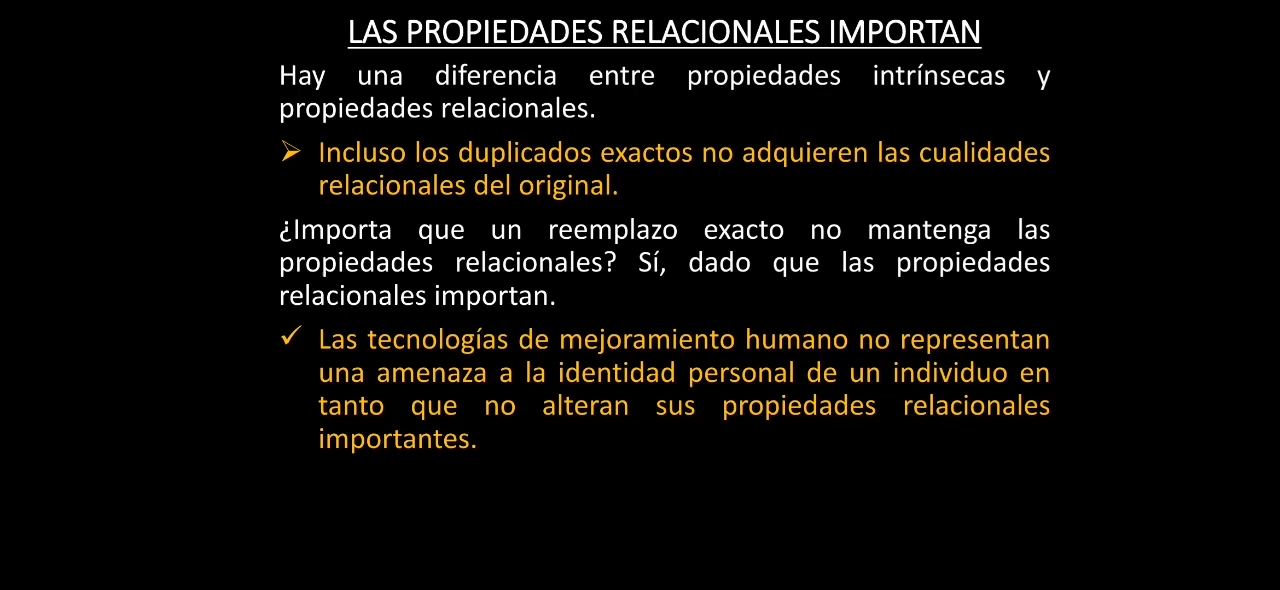 LAS PROPIEDADES RELACIONALES IMPORTAN
Hay una diferencia entre propiedades intrínsecas y
propiedades relacionales.
Incluso los duplicados exactos no adquieren las cualidades
relacionales del original.
¿Importa que un reemplazo exacto no mantenga las
propiedades relacionales? Sí, dado que las propiedades
relacionales importan.
Las tecnologías de mejoramiento humano no representan
una amenaza a la identidad personal de un individuo en
tanto que no alteran sus propiedades relacionales
importantes.